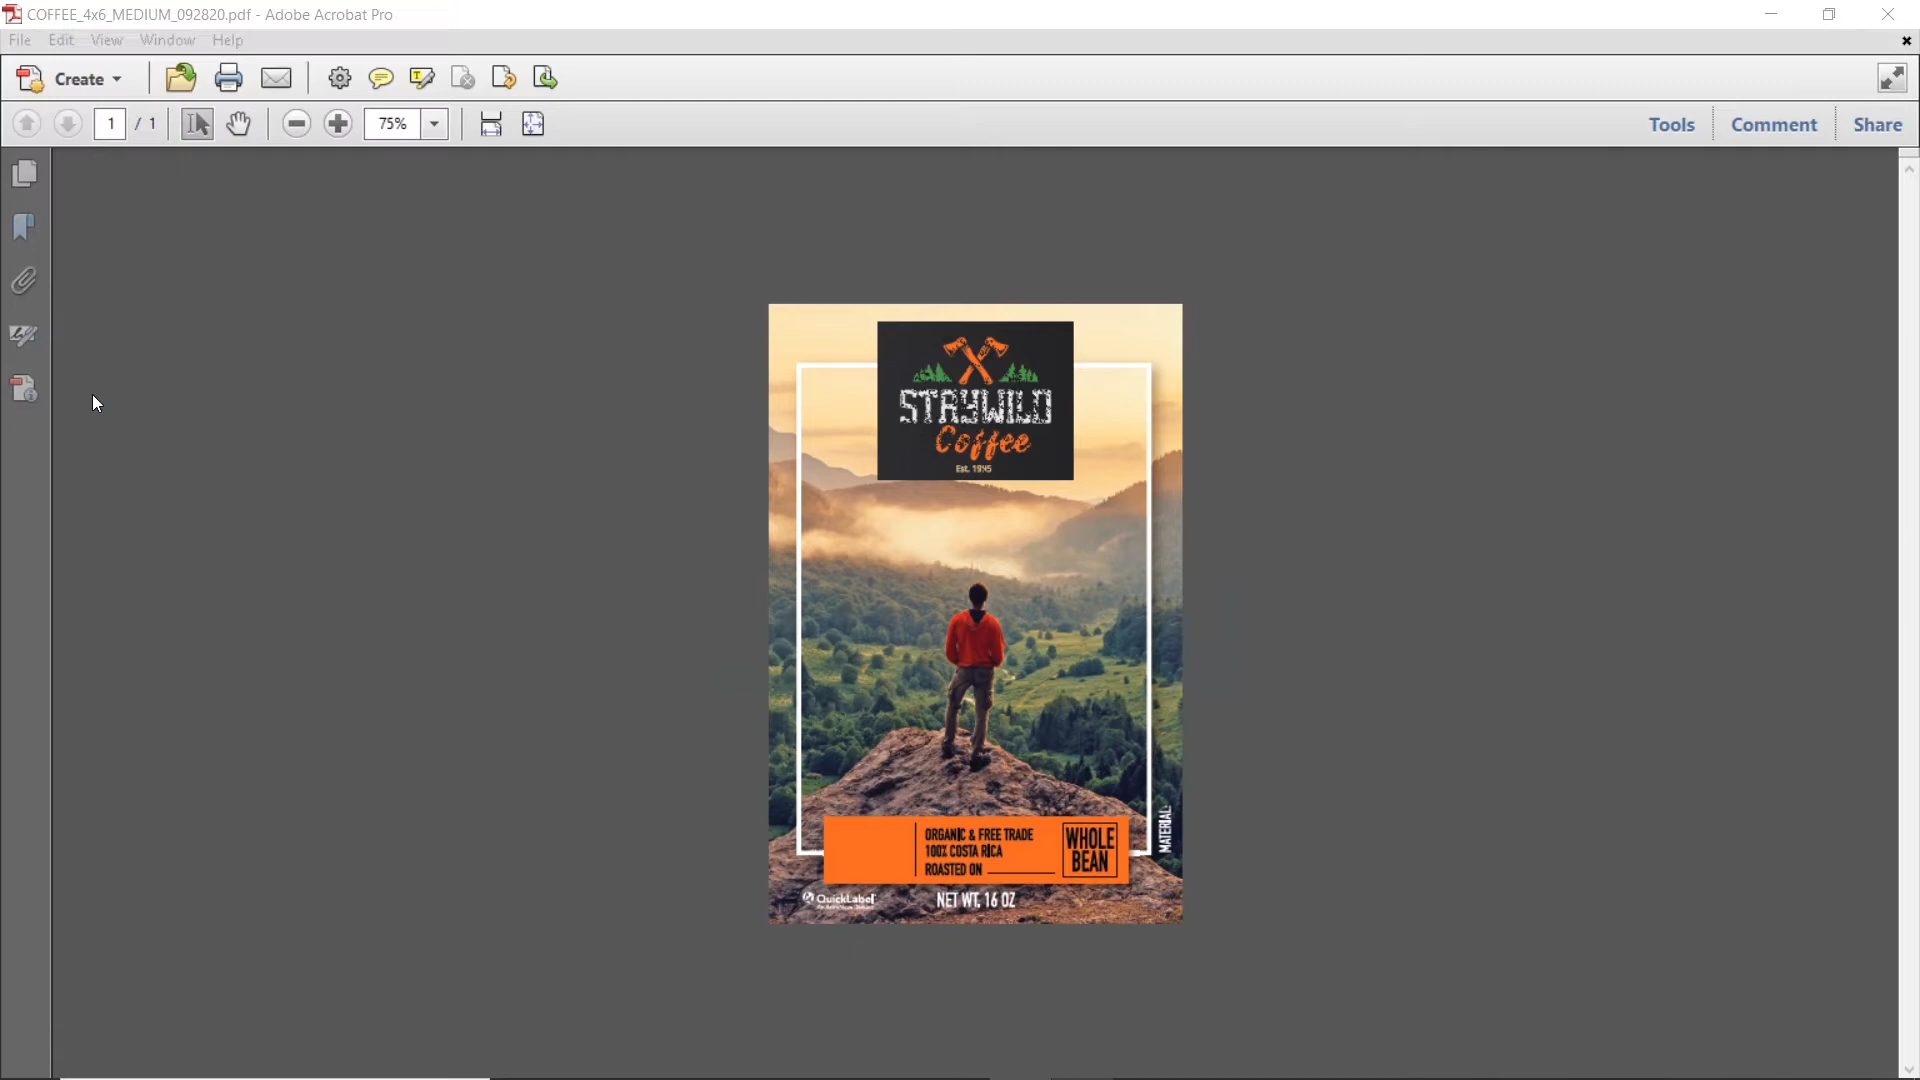 COFFEE_4x6_MEDIUM_092820.pdf - Adobe Acrobat Pro
File Edit View Window Help
Create
1 / 1
75%
Tools
Comment
Share
STAYWILD
Coffee
Est. 1945
ORGANIC & FREE TRADE
100% COSTA RICA
ROASTED ON
WHOLE
BEAN
MATERIAL:
QuickLabel
NET WT. 16 OZ